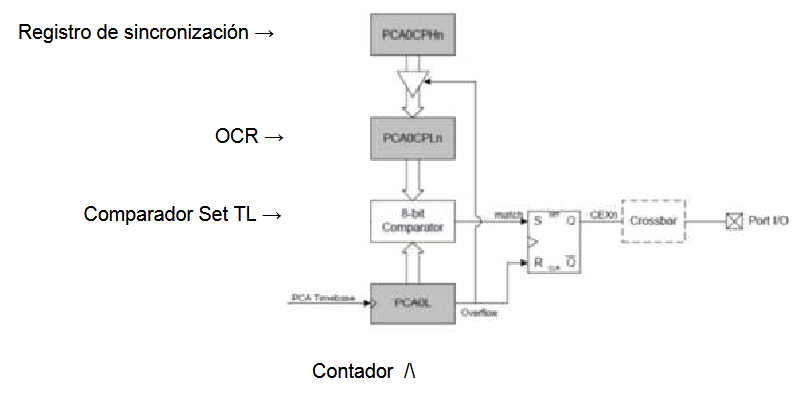 Registro de sincronización →
PCA0CPHn
OCR →
PCA0CPLn
Comparador Set TL →
8-bit
Comparator
match
S SET Q
CEXn
Crossbar
Port I/O
R CLR Q
PCA Timebase
PCA0L
Overflow
Contador /\